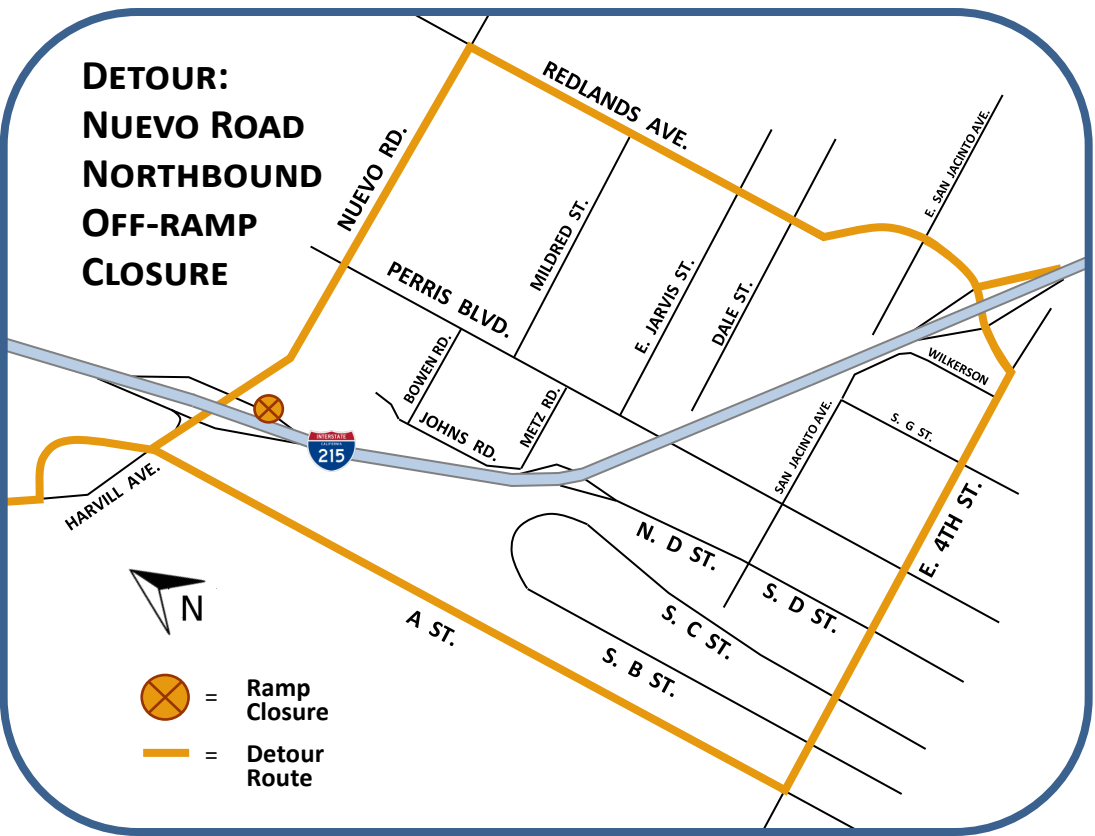 DETOUR:
NUEVO ROAD
NORTHBOUND
OFF-RAMP
CLOSURE
REDLANDS AVE.
NUEVO RD.
E. SAN JACINTO AVE.
MILDRED ST.
PERRIS BLVD.
E. JARVIS ST.
DALE ST.
BOWEN RD.
WILKERSON
METZ RD.
JOHNS RD.
SAN JACINTO AVE.
S. G ST.
INTERSTATE
CALIFORNIA
215
HARVILL AVE.
E. 4TH ST.
N. D ST.
S. D ST.
N
A ST.
S. C ST.
S. B ST.
= Ramp
Closure
= Detour
Route